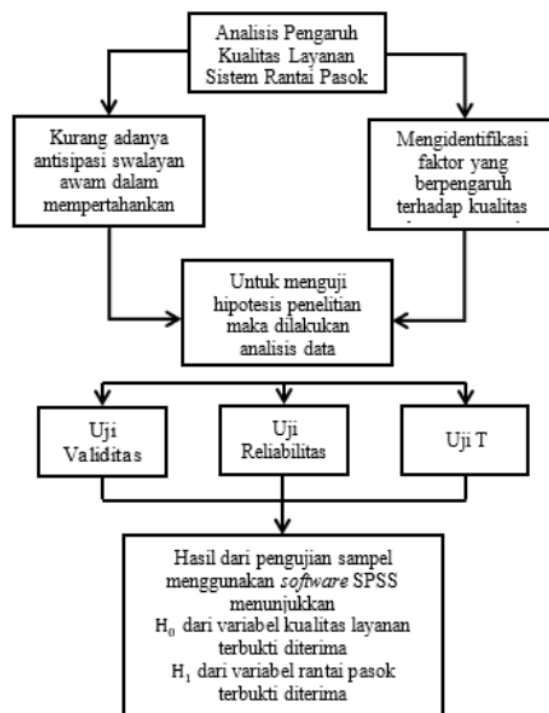 Analisis Pengaruh
Kualitas Layanan
Sistem Rantai Pasok
Kurang adanya
antisipasi swalayan
awam dalam
mempertahankan
Mengidentifikasi
faktor yang
berpengaruh
terhadap kualitas
Untuk menguji
hipotesis penelitian
maka dilakukan
analisis data
Uji
Validitas
Uji
Reliabilitas
Uji T
Hasil dari pengujian sampel
menggunakan software SPSS
menunjukkan
H₀ dari variabel kualitas layanan
terbukti diterima
H₁ dari variabel rantai pasok
terbukti diterima